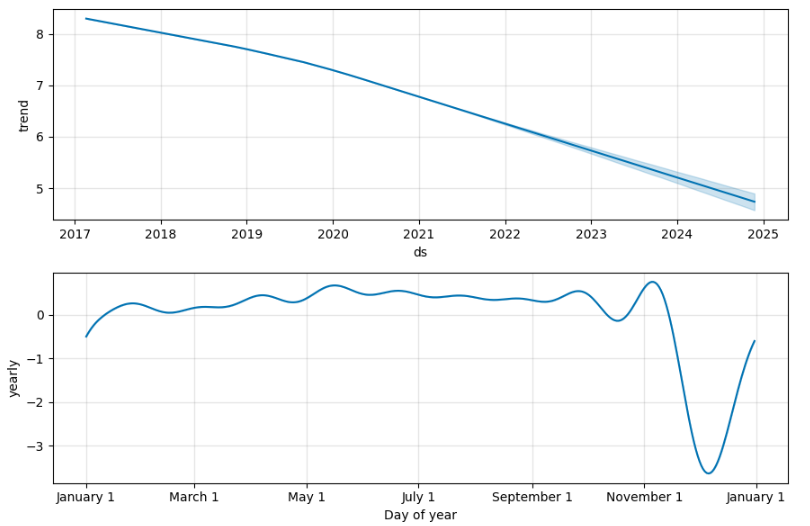 8
7
6
5
trend
2017 2018 2019 2020 2021 2022 2023 2024 2025
ds
0
−1
−2
−3
yearly
January 1 March 1 May 1 July 1 September 1 November 1 January 1
Day of year